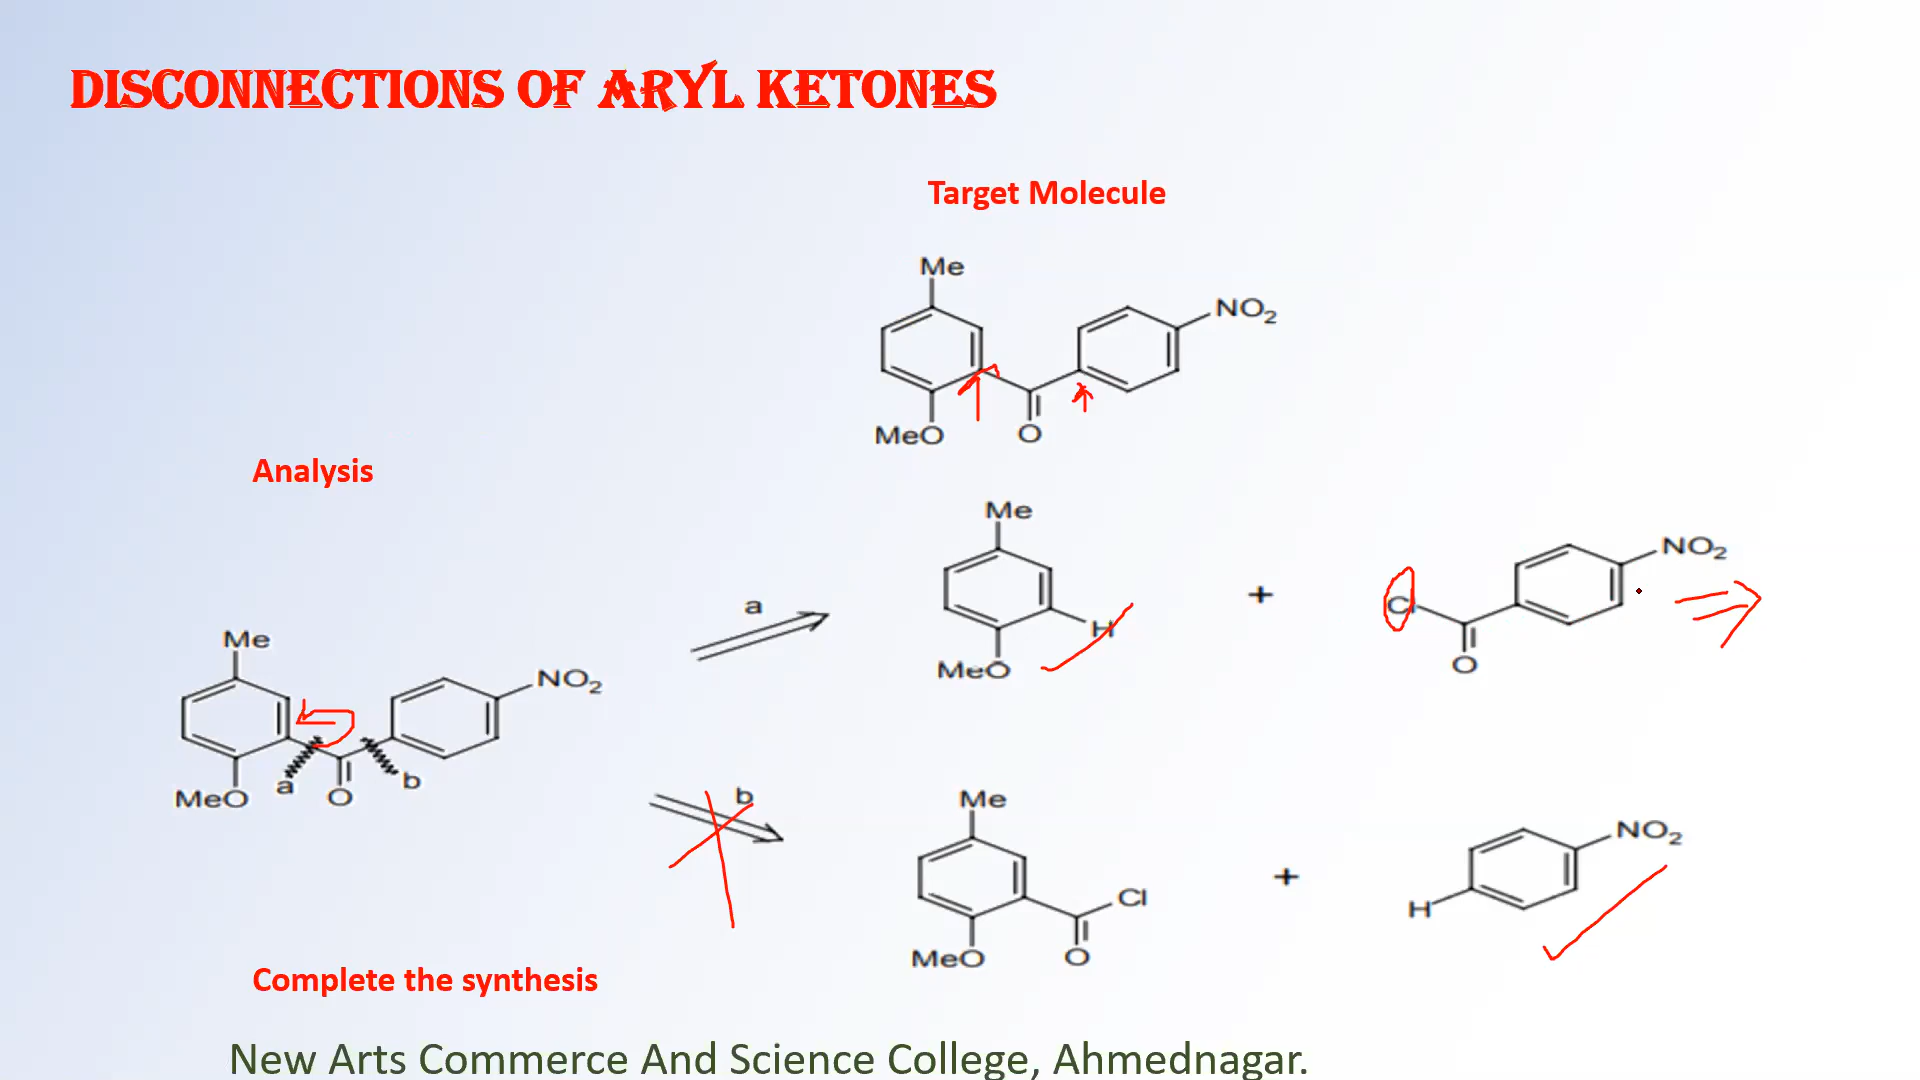 DISCONNECTIONS OF ARYL KETONES
Target Molecule
Me
NO2
MeO
O
Analysis
Me
H
MeO
+
Cl
O
NO2
a
Me
NO2
a
b
MeO
O
b
Me
Cl
MeO
O
+
H
NO2
Complete the synthesis
New Arts Commerce And Science College, Ahmednagar.